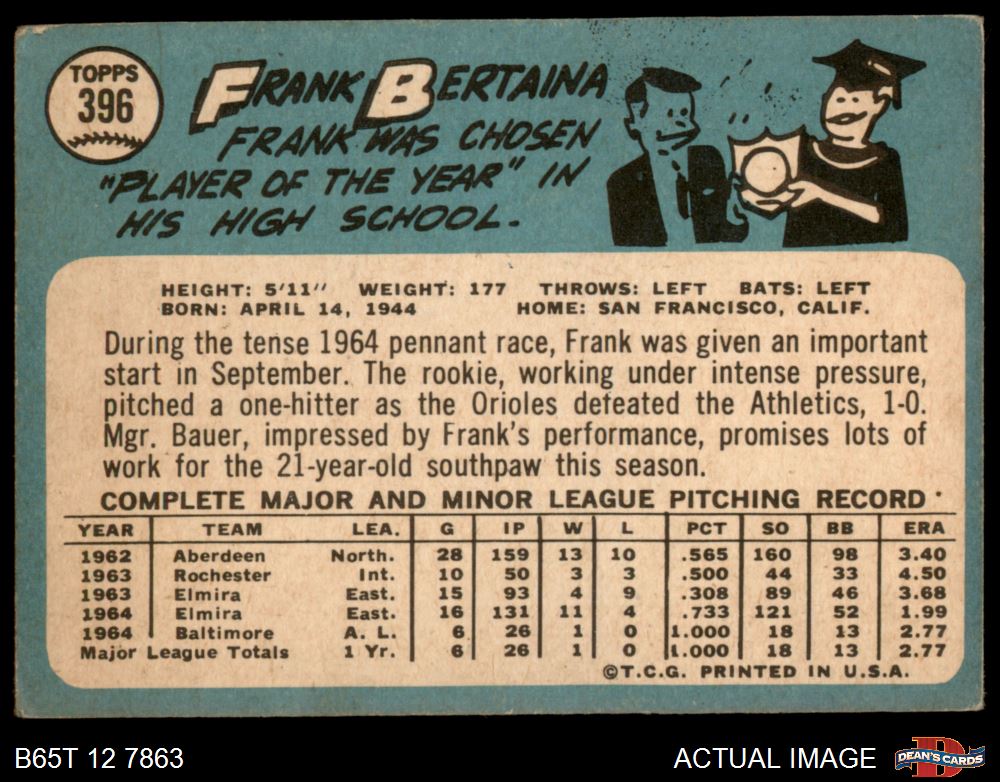 TOPPS
396
FRANK BERTAINA
FRANK WAS CHOSEN
"PLAYER OF THE YEAR" IN
HIS HIGH SCHOOL.
HEIGHT: 5'11" WEIGHT: 177 THROWS: LEFT BATS: LEFT
BORN: APRIL 14, 1944 HOME: SAN FRANCISCO, CALIF.
During the tense 1964 pennant race, Frank was given an important
start in September. The rookie, working under intense pressure,
pitched a one-hitter as the Orioles defeated the Athletics, 1-0.
Mgr. Bauer, impressed by Frank's performance, promises lots of
work for the 21-year-old southpaw this season.
COMPLETE MAJOR AND MINOR LEAGUE PITCHING RECORD
YEAR TEAM LEA. G IP W L PCT SO BB ERA
1962 Aberdeen North. 28 159 13 10 .565 160 98 3.40
1963 Rochester Int. 10 50 3 3 .500 44 33 4.50
1963 Elmira East. 15 93 4 9 .308 89 46 3.68
1964 Elmira East. 16 131 11 4 .733 121 52 1.99
1964 Baltimore A. L. 6 26 1 0 1.000 18 13 2.77
Major League Totals 1 Yr. 6 26 1 0 1.000 18 13 2.77
©T.C.G. PRINTED IN U.S.A.
B65T 12 7863 ACTUAL IMAGE D DEAN'S CARDS